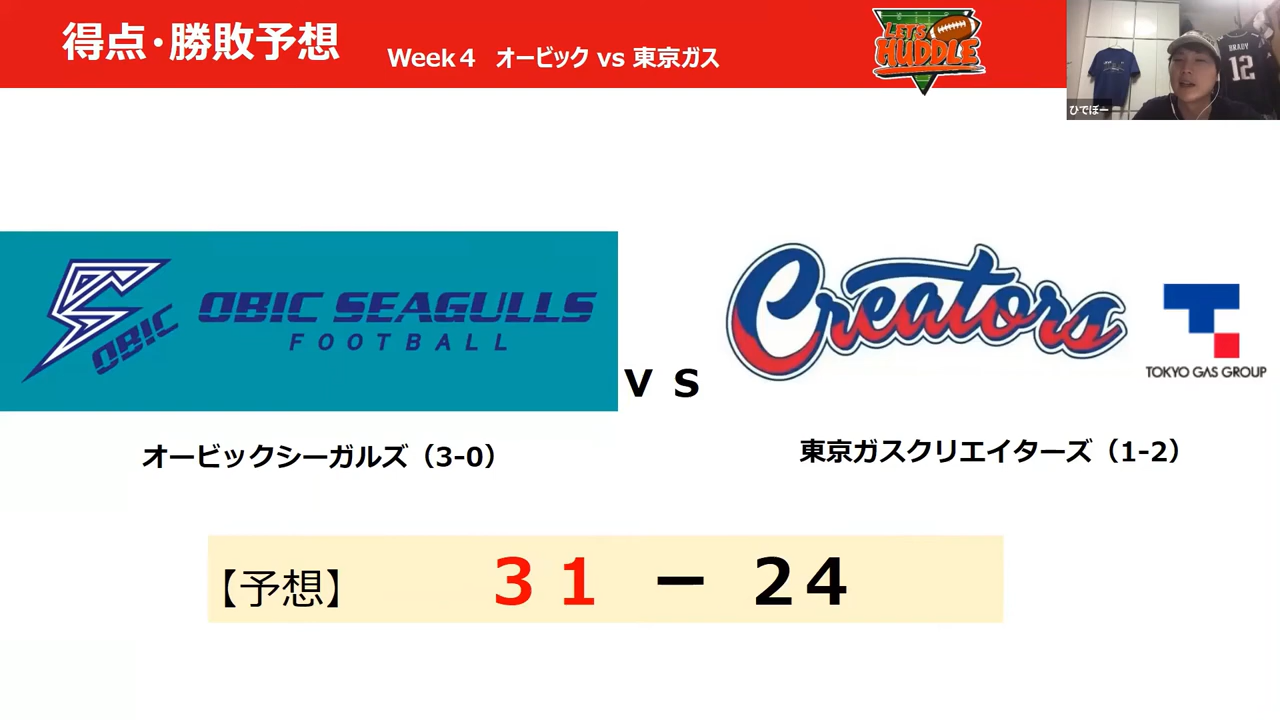 得点・勝敗予想
Week４ オービック vs 東京ガス
LET'S
HUDDLE
BRADY
12
ひでぼー
OBIC
OBIC SEAGULLS
FOOTBALL
ＶＳ
Creators
TOKYO GAS GROUP
オービックシーガルズ（3-0）
東京ガスクリエイターズ（1-2）
【予想】 ３１ ー ２４